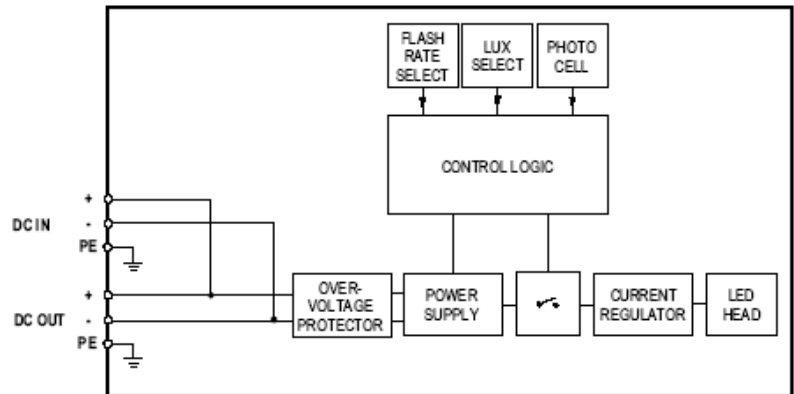 FLASH
RATE
SELECT
LUX
SELECT
PHOTO
CELL
CONTROL LOGIC
+
DC IN
-
PE
+
DC OUT
-
PE
OVER-
VOLTAGE
PROTECTOR
POWER
SUPPLY
CURRENT
REGULATOR
LED
HEAD